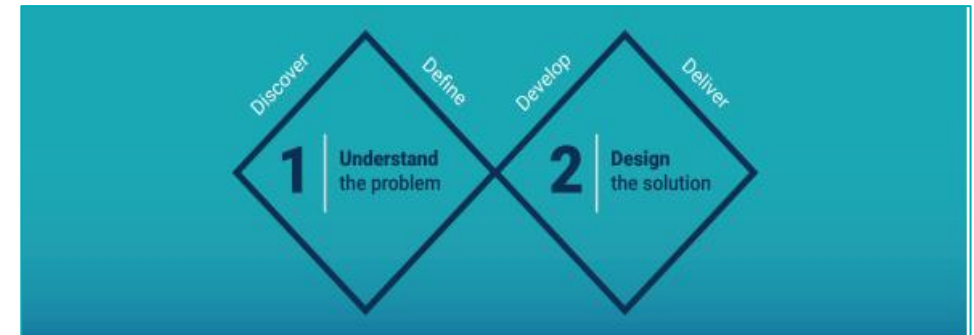 Discover
Define
Develop
Deliver
1
Understand
the problem
2
Design
the solution